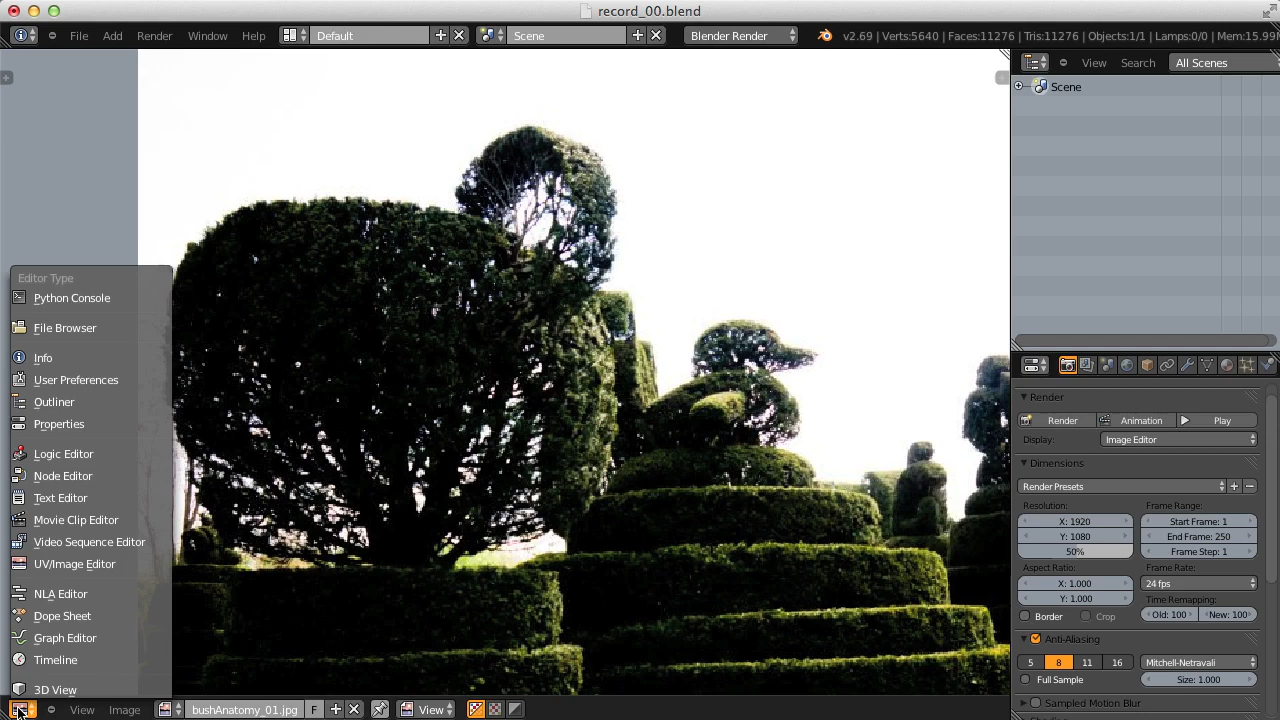 record_00.blend
File Add Render Window Help Default Scene Blender Render v2.69 | Verts:5640 | Faces:11276 | Tris:11276 | Objects:1/1 | Lamps:0/0 | Mem:15.99
View Search All Scenes
Scene
Editor Type
Python Console
File Browser
Info
User Preferences
Outliner
Properties
Logic Editor
Node Editor
Text Editor
Movie Clip Editor
Video Sequence Editor
UV/Image Editor
NLA Editor
Dope Sheet
Graph Editor
Timeline
3D View
Render
Render Animation Play
Display: Image Editor
Dimensions
Render Presets
Resolution: Frame Range:
X: 1920 Start Frame: 1
Y: 1080 End Frame: 250
50% Frame Step: 1
Aspect Ratio: Frame Rate:
X: 1.000 24 fps
Y: 1.000 Time Remapping:
Border Crop Old: 100 New: 100
Anti-Aliasing
5 8 11 16 Mitchell-Netravali
Full Sample Size: 1.000
Sampled Motion Blur
View Image bushAnatomy_01.jpg F View